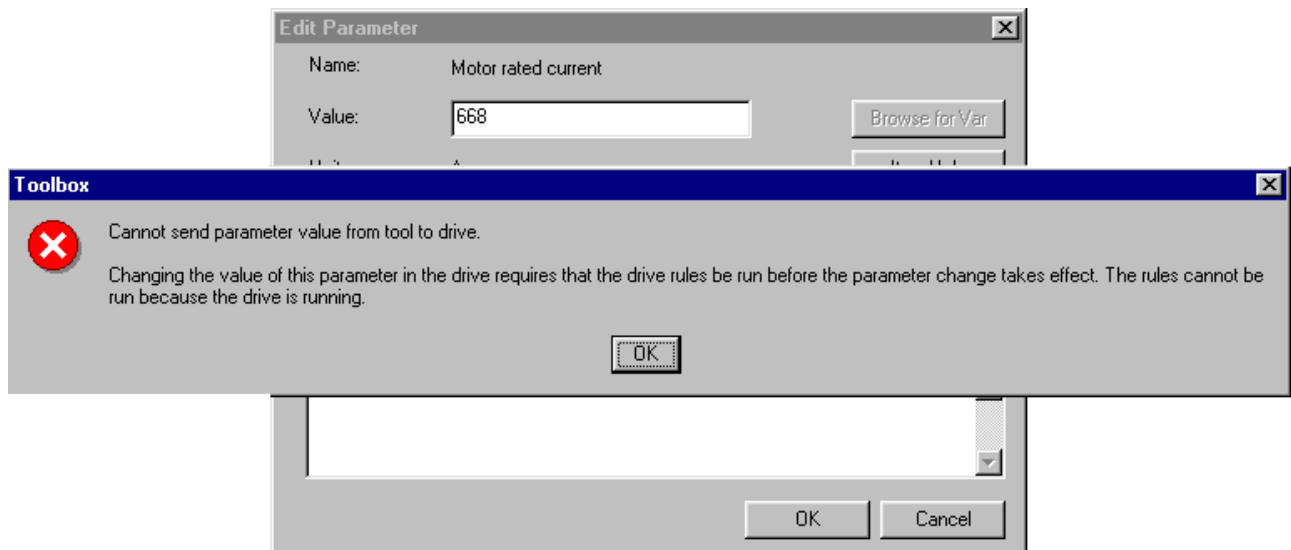 Edit Parameter
Name: Motor rated current
Value: 668 Browse for Var
Toolbox
Cannot send parameter value from tool to drive.
Changing the value of this parameter in the drive requires that the drive rules be run before the parameter change takes effect. The rules cannot be
run because the drive is running.
OK
OK Cancel